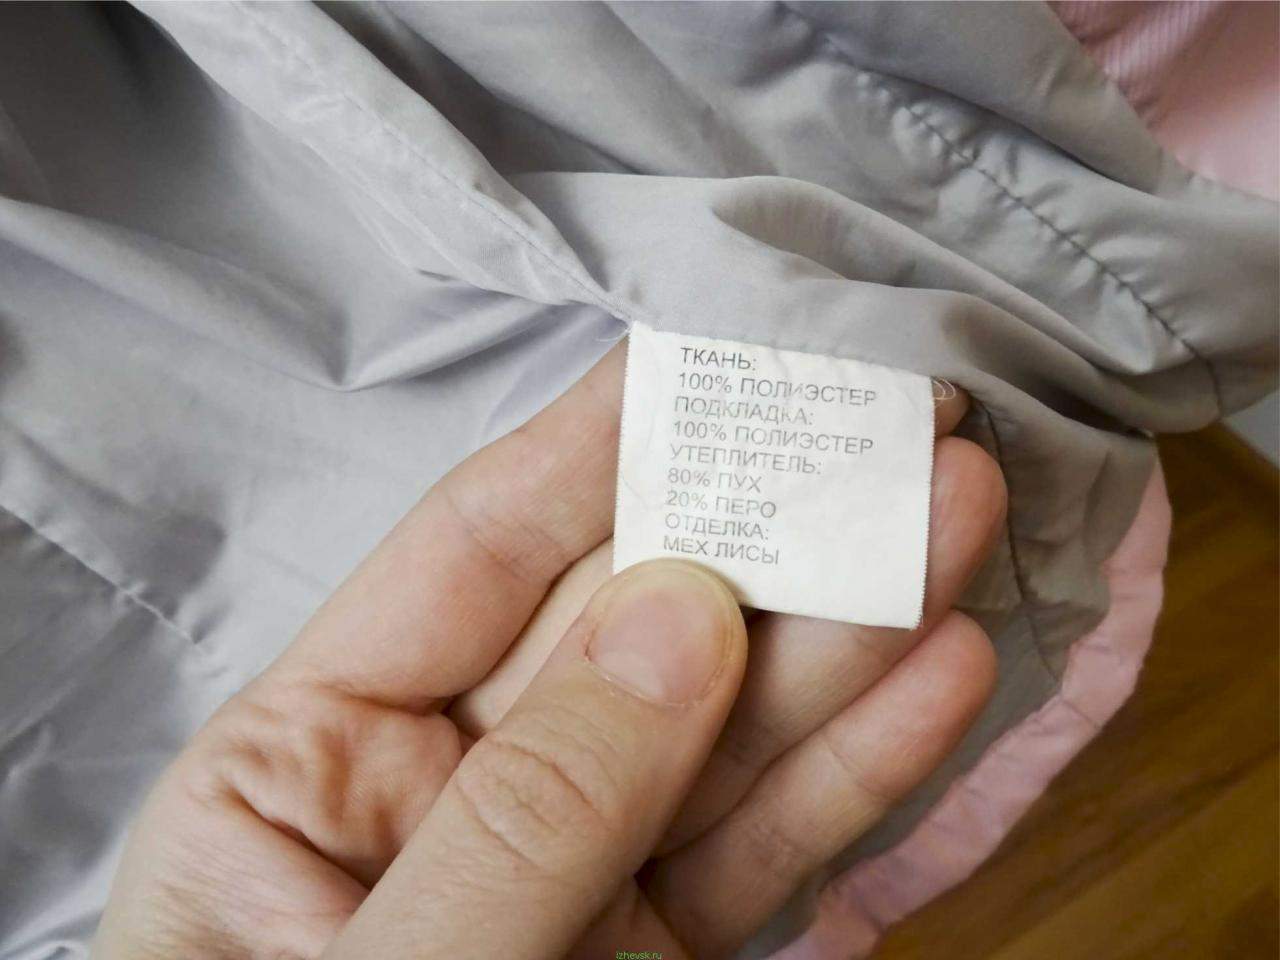 ТКАНЬ:
100% ПОЛИЭСТЕР
ПОДКЛАДКА:
100% ПОЛИЭСТЕР
УТЕПЛИТЕЛЬ:
80% ПУХ
20% ПЕРО
ОТДЕЛКА:
МЕХ ЛИСЫ
izhevsk.ru